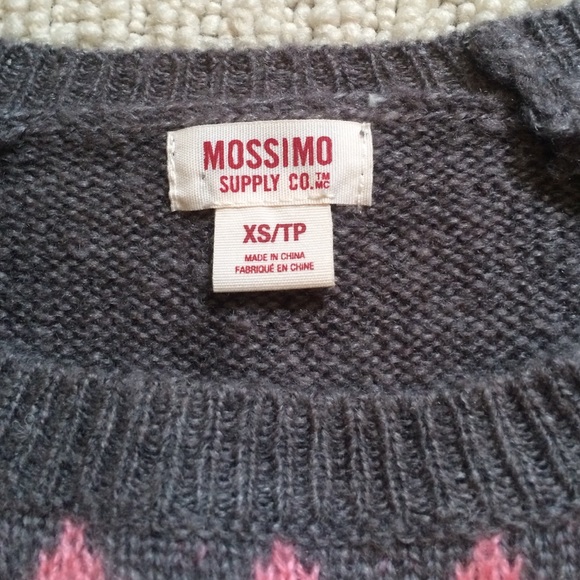 MOSSIMO
SUPPLY CO.™ MC
XS/TP
MADE IN CHINA
FABRIQUÉ EN CHINE